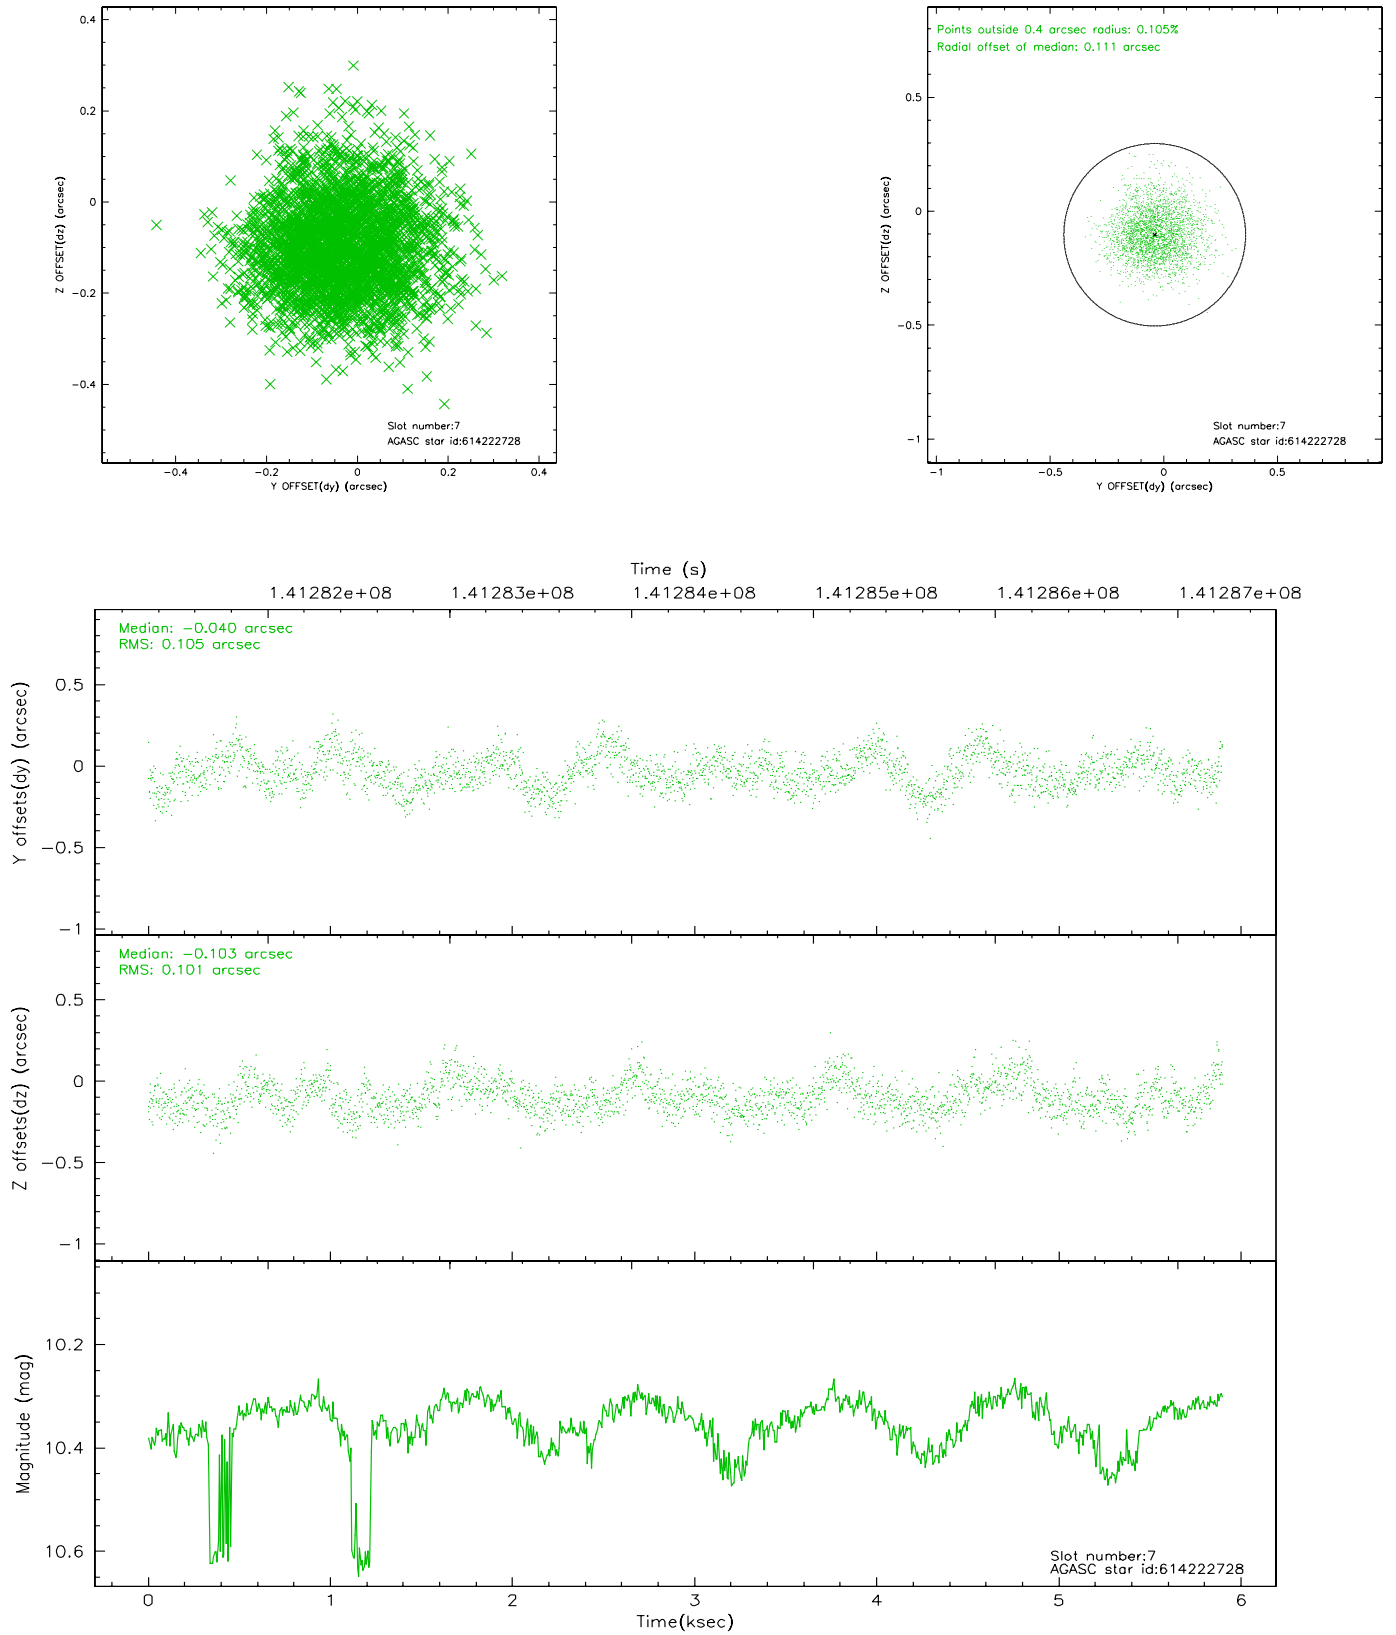 0.4
0.2
0
−0.2
−0.4
Z OFFSET(dz) (arcsec)
Slot number:7
AGASC star id:614222728
−0.4 −0.2 0 0.2 0.4
Y OFFSET(dy) (arcsec)
Points outside 0.4 arcsec radius: 0.105%
Radial offset of median: 0.111 arcsec
0.5
0
−0.5
−1
Z OFFSET(dz) (arcsec)
Slot number:7
AGASC star id:614222728
−1 −0.5 0 0.5
Y OFFSET(dy) (arcsec)
Time (s)
1.41282e+08 1.41283e+08 1.41284e+08 1.41285e+08 1.41286e+08 1.41287e+08
Median: −0.040 arcsec
RMS: 0.105 arcsec
0.5
0
−0.5
−1
Y offsets(dy) (arcsec)
Median: −0.103 arcsec
RMS: 0.101 arcsec
0.5
0
−0.5
−1
Z offsets(dz) (arcsec)
10.2
10.4
10.6
Magnitude (mag)
Slot number:7
AGASC star id:614222728
0 1 2 3 4 5 6
Time(ksec)